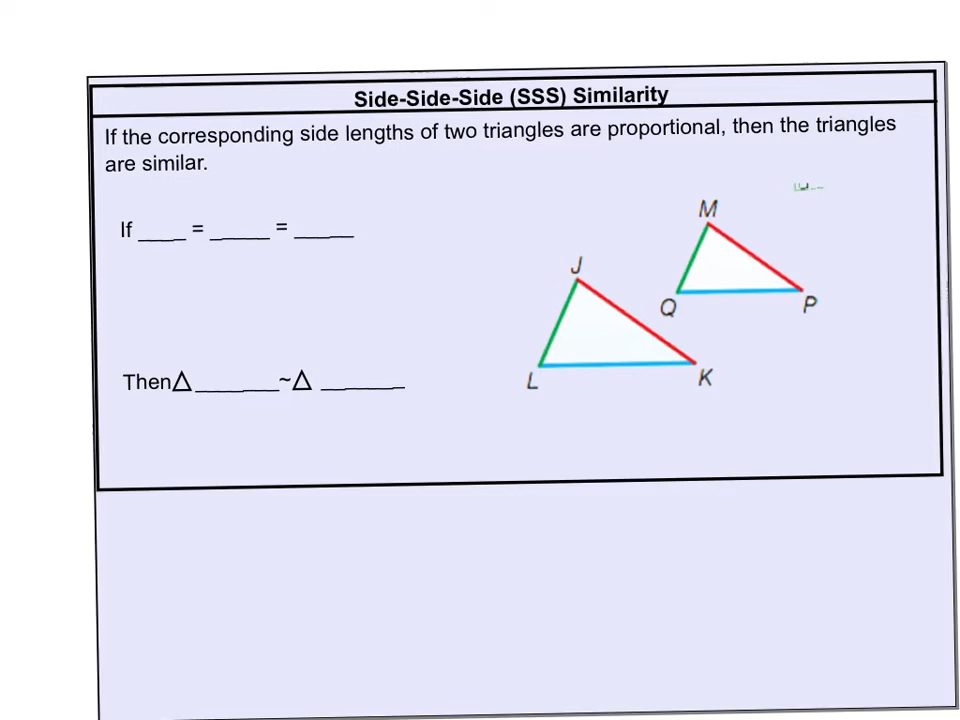 Side-Side-Side (SSS) Similarity
If the corresponding side lengths of two triangles are proportional, then the triangles
are similar.
If ____ = _____ = _____
Then △_______~△ _______
M
Q
P
J
L
K